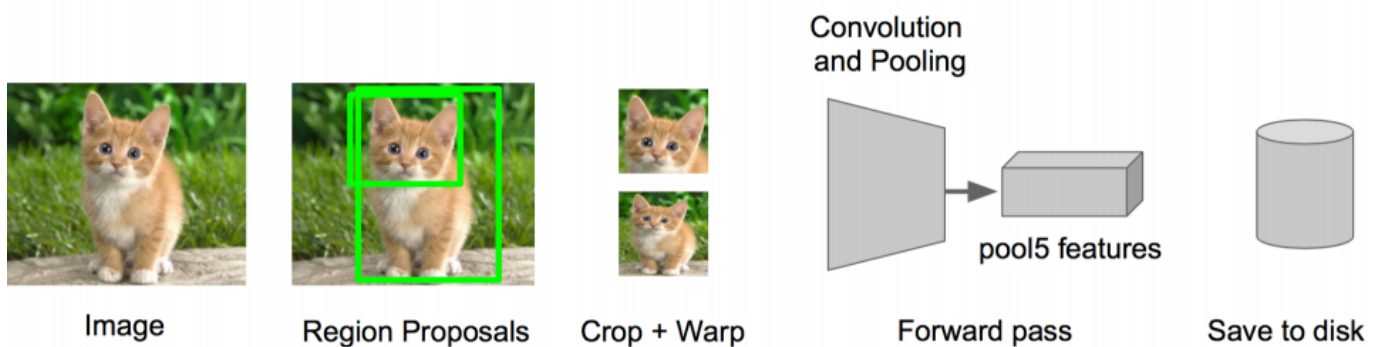 Convolution
and Pooling
pool5 features
Image
Region Proposals
Crop + Warp
Forward pass
Save to disk